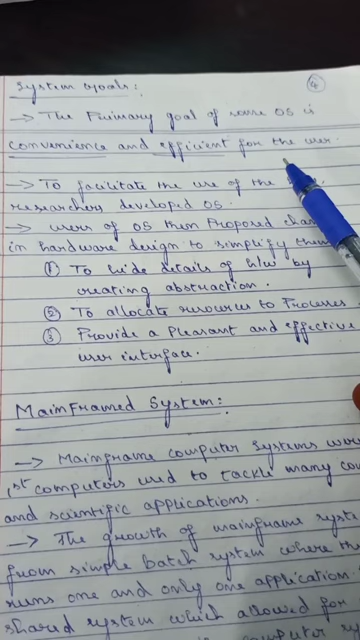 System Goals:
4
→ The Primary goal of some OS is
convenience and efficient for the user.
→ To facilitate the use of the
researchers developed OS.
→ users of OS then Proposed
in hardware design to simplify
① To hide details of h/w by
creating abstraction.
② To allocate resources to Processes
③ Provide a Pleasant and effective
user interface.
MainFramed System:
→ Mainframe computer systems were
1st computers used to tackle many
and scientific applications.
→ The growth of mainframe
from simple batch system where the
runs one and only one application
shared system which allowed for
computer